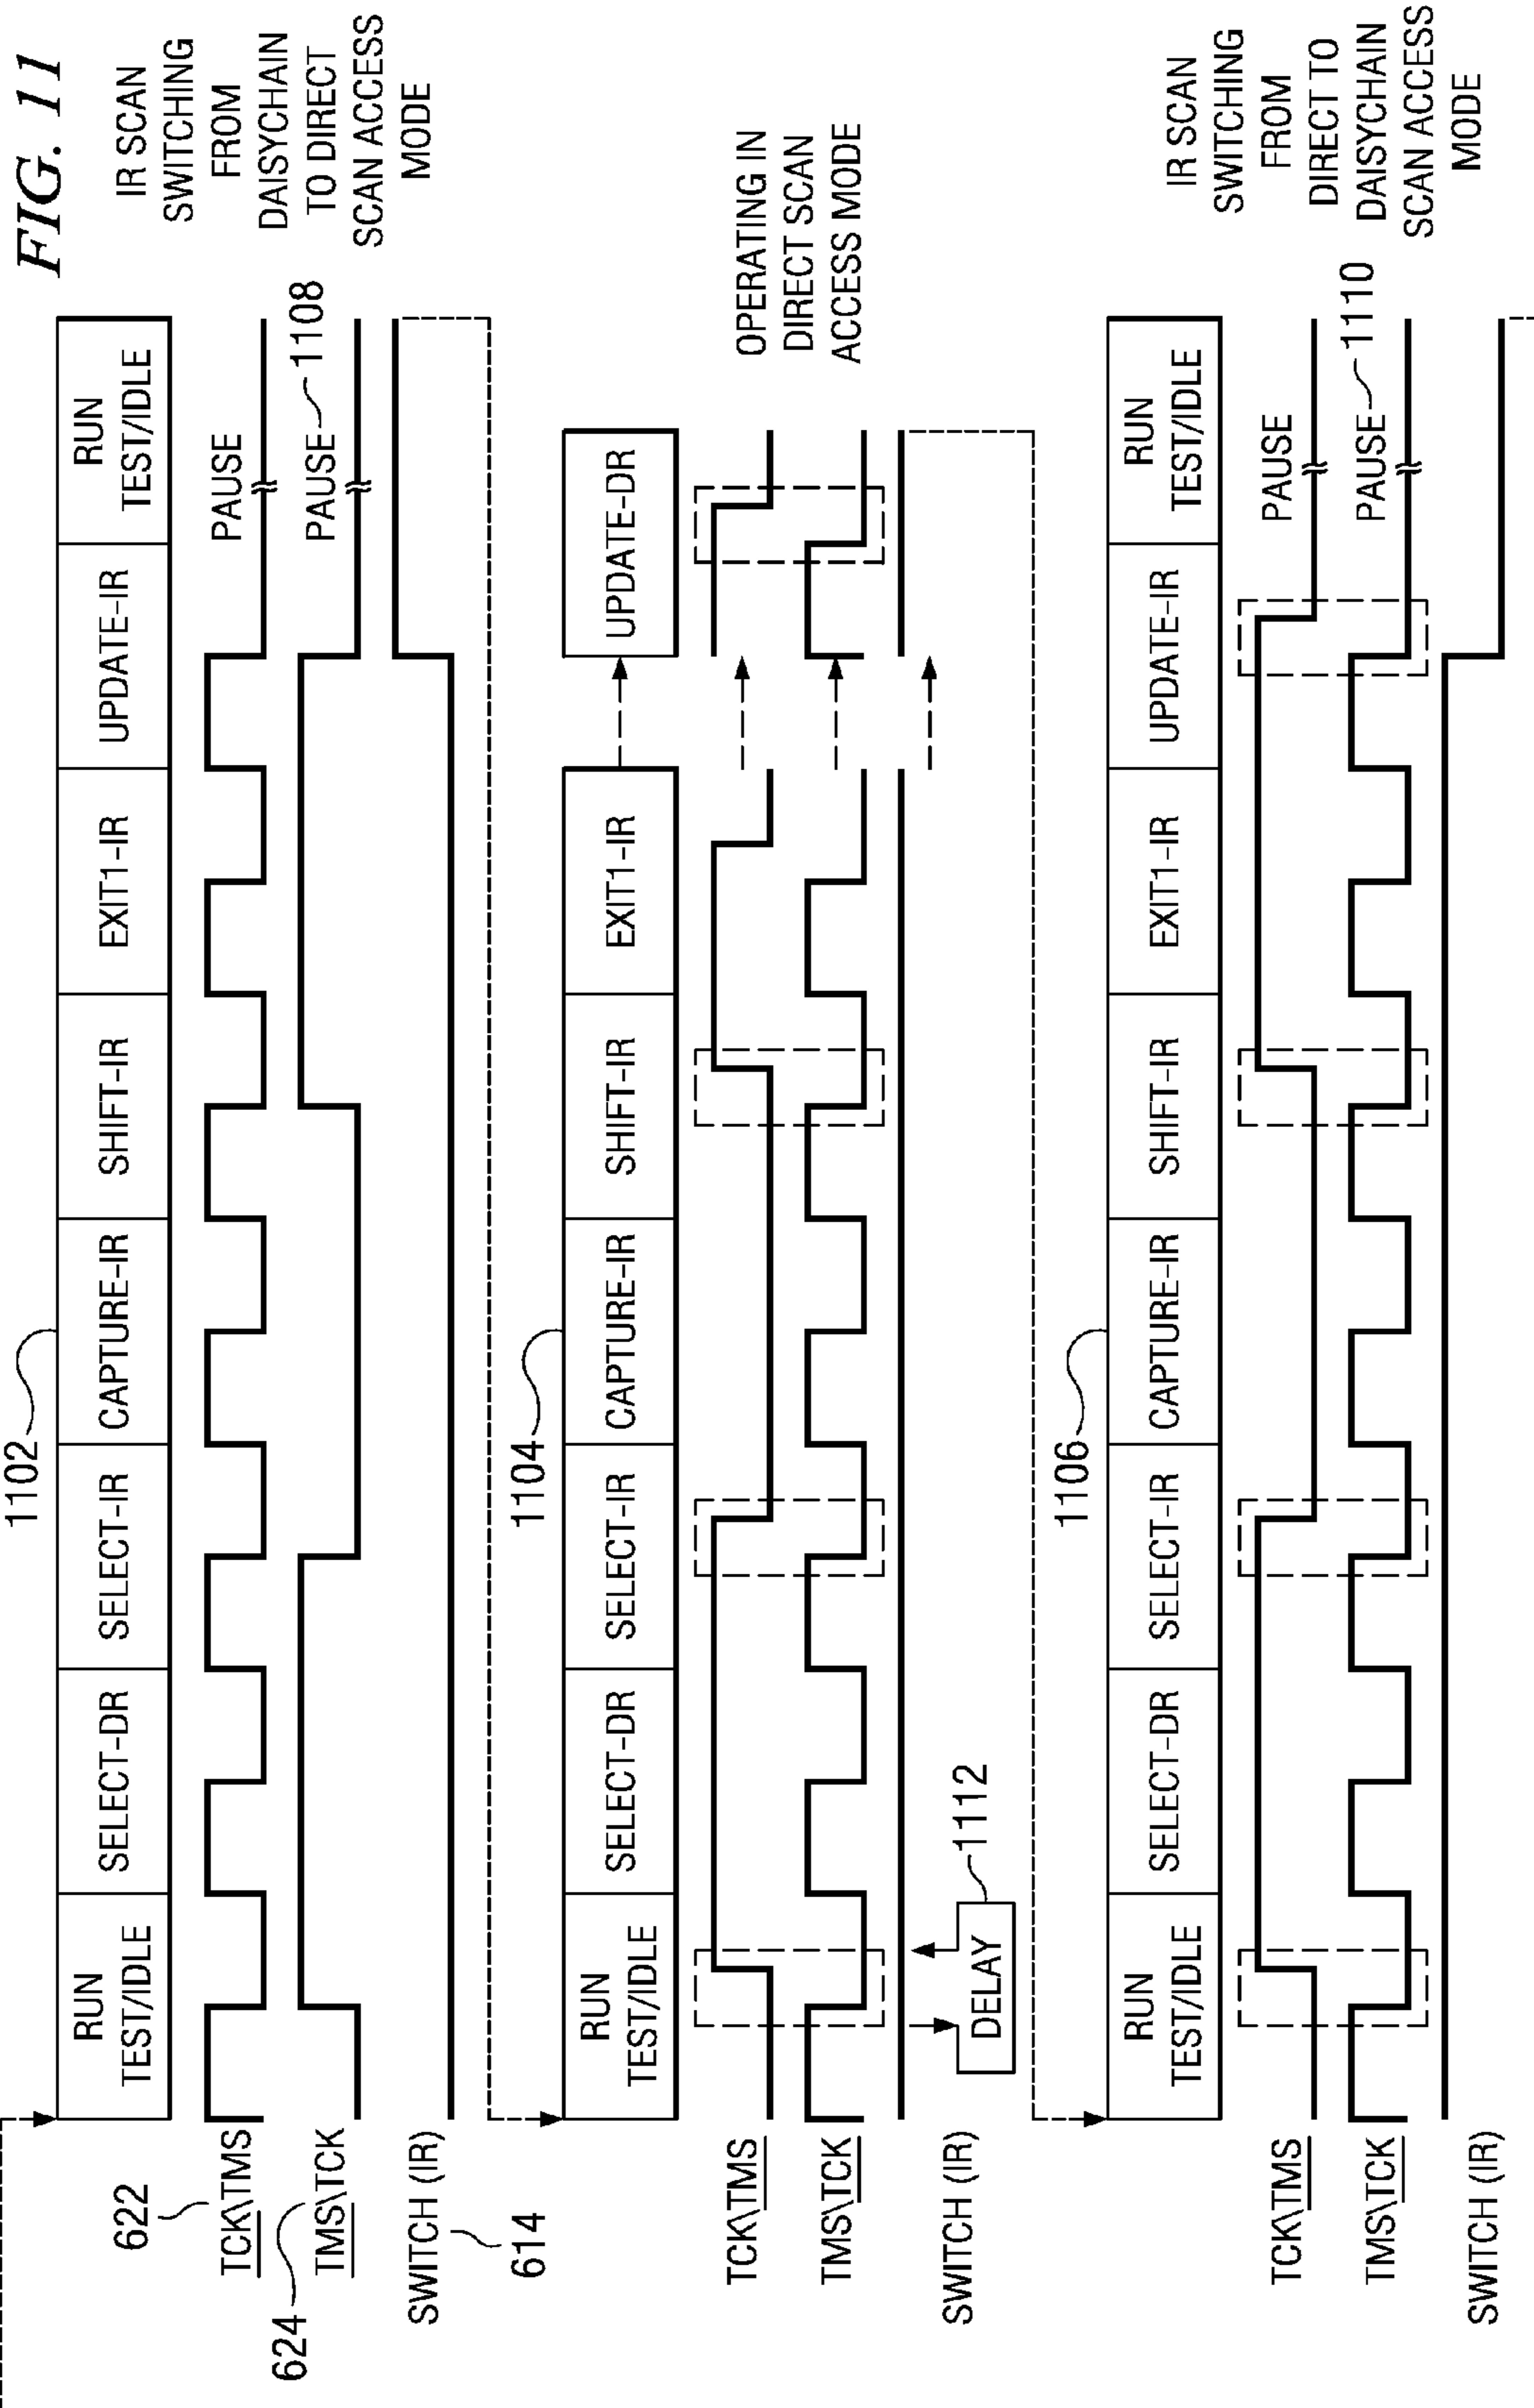 FIG. 11
1102
RUN
TEST/IDLE
SELECT-DR
SELECT-IR
CAPTURE-IR
SHIFT-IR
EXIT1-IR
UPDATE-IR
RUN
TEST/IDLE
IR SCAN
SWITCHING
FROM
DAISYCHAIN
TO DIRECT
SCAN ACCESS
MODE
622
TCK\TMS
PAUSE
624
TMS\TCK
PAUSE
1108
SWITCH (IR)
614
1104
RUN
TEST/IDLE
SELECT-DR
SELECT-IR
CAPTURE-IR
SHIFT-IR
EXIT1-IR
UPDATE-DR
OPERATING IN
DIRECT SCAN
ACCESS MODE
TCK\TMS
TMS\TCK
SWITCH (IR)
DELAY
1112
1106
RUN
TEST/IDLE
SELECT-DR
SELECT-IR
CAPTURE-IR
SHIFT-IR
EXIT1-IR
UPDATE-IR
RUN
TEST/IDLE
IR SCAN
SWITCHING
FROM
DIRECT TO
DAISYCHAIN
SCAN ACCESS
MODE
TCK\TMS
PAUSE
TMS\TCK
PAUSE
1110
SWITCH (IR)